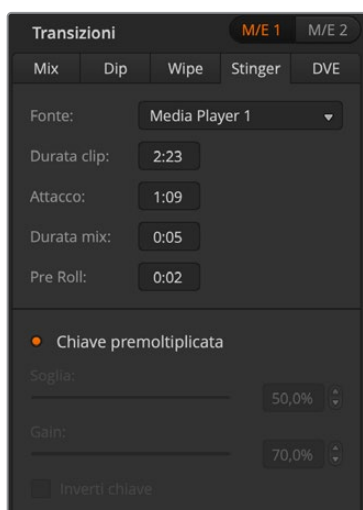 Transizioni M/E 1 M/E 2
Mix Dip Wipe Stinger DVE
Fonte: Media Player 1
Durata clip: 2:23
Attacco: 1:09
Durata mix: 0:05
Pre Roll: 0:02
Chiave premoltiplicata
Soglia:
50,0%
Gain:
70,0%
Inverti chiave